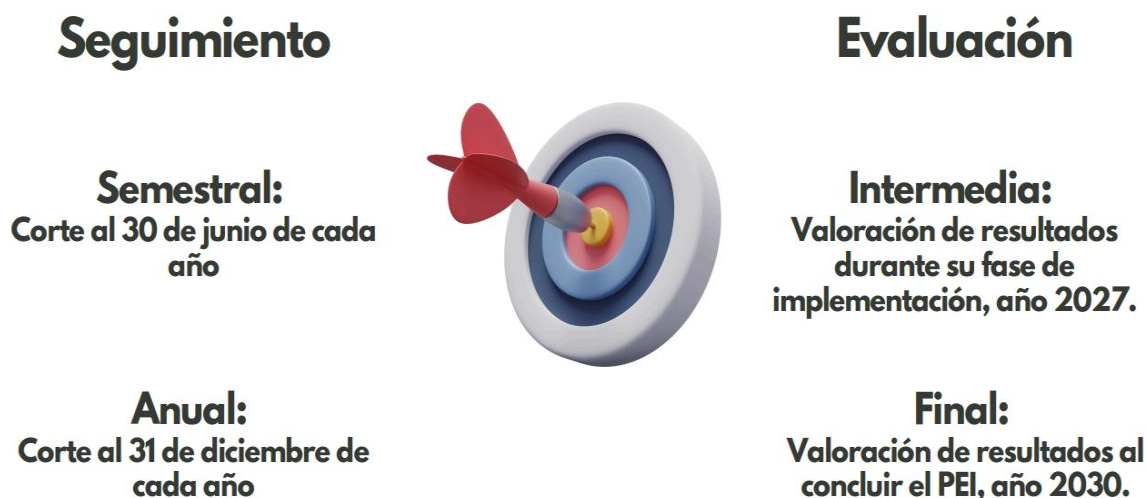 Seguimiento
Semestral:
Corte al 30 de junio de cada
año
Anual:
Corte al 31 de diciembre de
cada año
Evaluación
Intermedia:
Valoración de resultados
durante su fase de
implementación, año 2027.
Final:
Valoración de resultados al
concluir el PEI, año 2030.